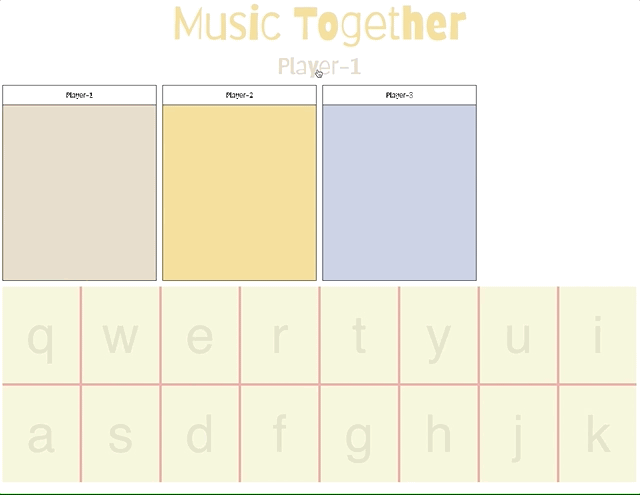 Music Together
Player-1
Player-1 Player-2 Player-3
q w e r t y u i
a s d f g h j k